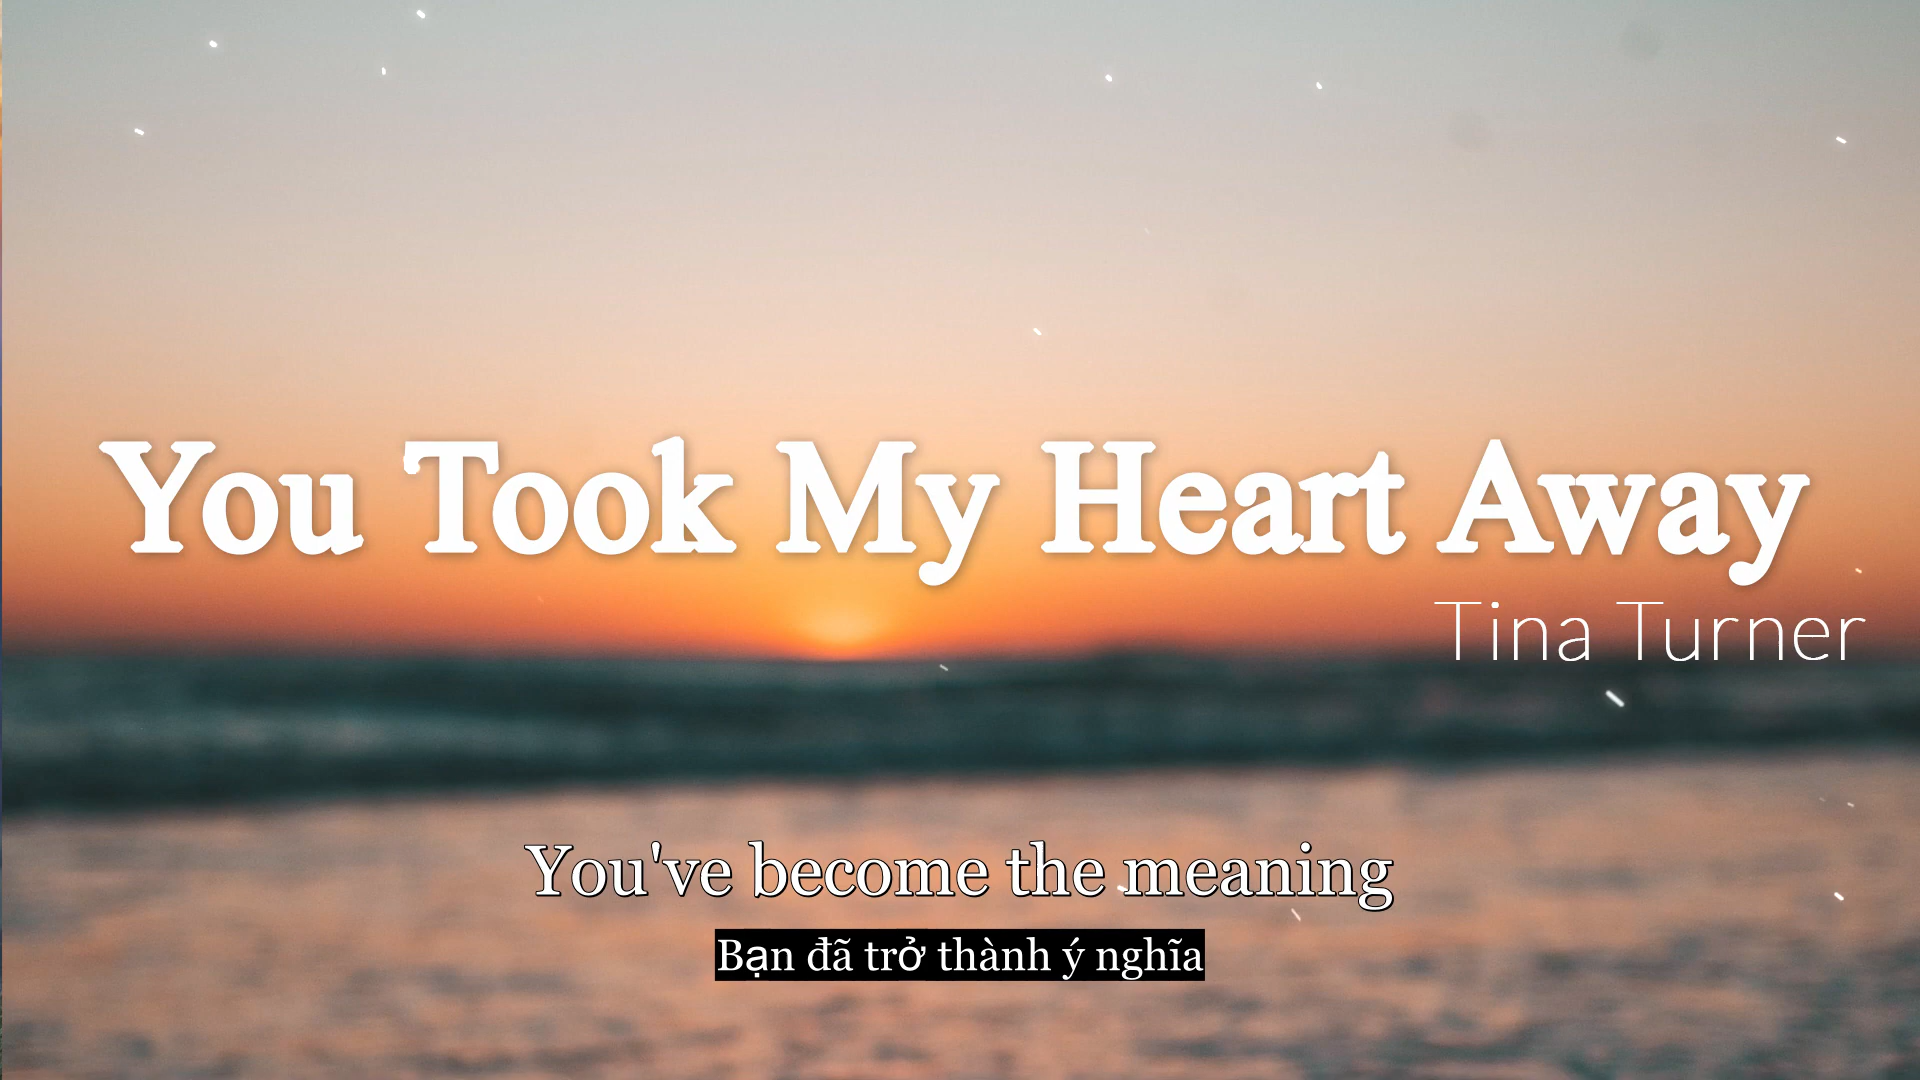 You Took My Heart Away
Tina Turner
You've become the meaning
Bạn đã trở thành ý nghĩa